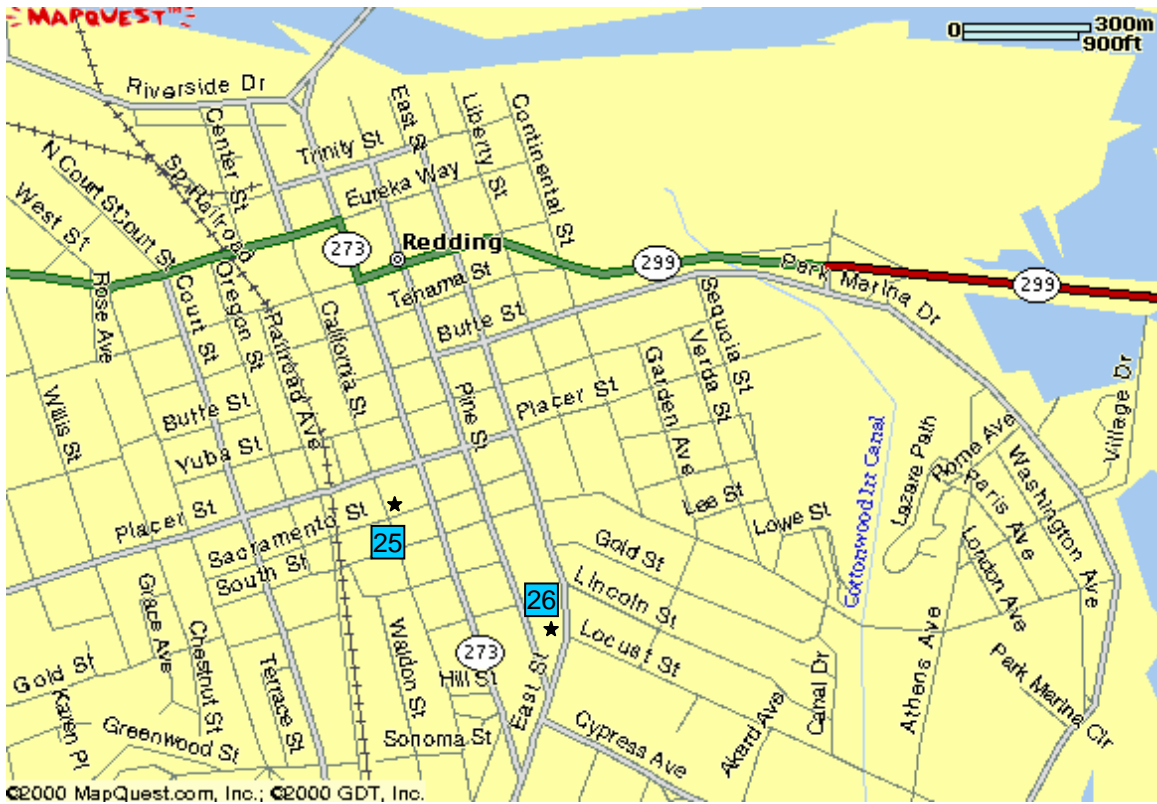 MAPQUEST™
0 300m
900ft
Riverside Dr
Center St
Trinity St
East St
Liberty St
Continental St
N Court St
Court St
Sp Railroad
West St
Eureka Way
273
Redding
299
Park Marina Dr
299
Rose Ave
Court St
Oregon St
Railroad Ave
California St
Tehama St
Butte St
Sequoia St
Verda St
Garden Ave
Village Dr
Willis St
Butte St
Yuba St
Pine St
Placer St
Placer St
Sacramento St
South St
25
Lee St
Lowe St
Cottonwood Irr Canal
Lazare Path
Rome Ave
Paris Ave
London Ave
Washington Ave
Gold St
Lincoln St
Locust St
26
Grace Ave
Chestnut St
Terrace St
Waldon St
273
Hill St
East St
Gold St
Karen Pl
Greenwood St
Sonoma St
Cypress Ave
Akard Ave
Canal Dr
Athens Ave
Park Marina Cir
©2000 MapQuest.com, Inc.; ©2000 GDT, Inc.